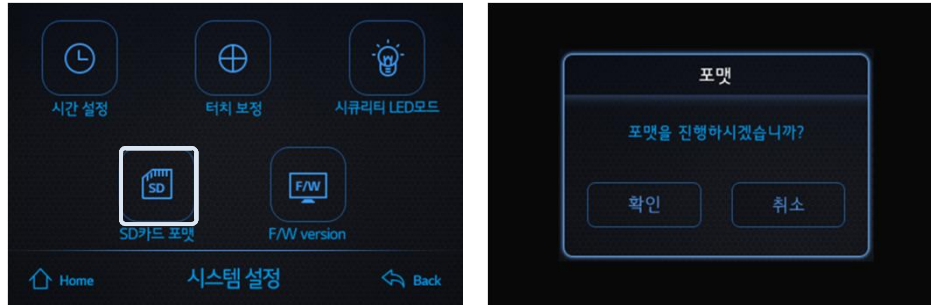 시간 설정
터치 보정
시큐리티 LED모드
SD
SD카드 포맷
F/W
F/W version
Home
시스템 설정
Back
포맷
포맷을 진행하시겠습니까?
확인
취소